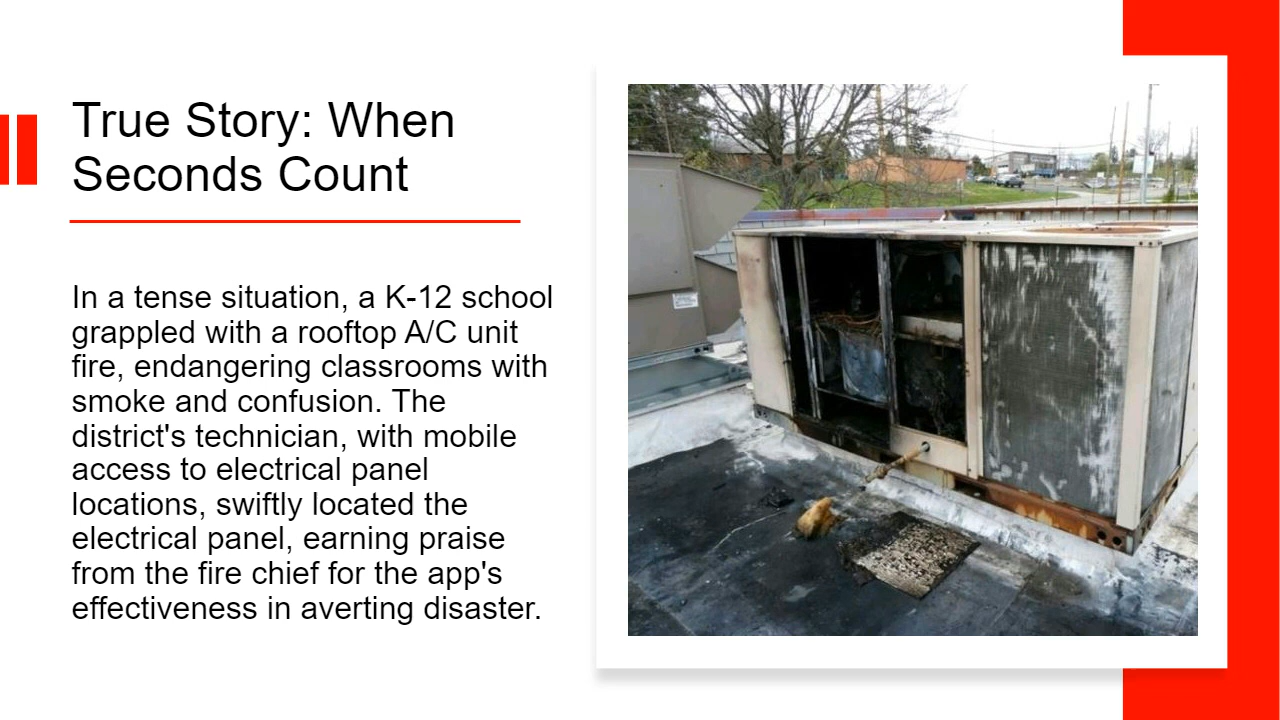 True Story: When
Seconds Count
In a tense situation, a K-12 school
grappled with a rooftop A/C unit
fire, endangering classrooms with
smoke and confusion. The
district's technician, with mobile
access to electrical panel
locations, swiftly located the
electrical panel, earning praise
from the fire chief for the app's
effectiveness in averting disaster.